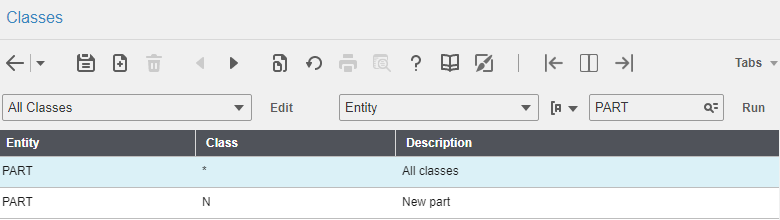 Classes
Tabs
All Classes Edit Entity PART Run
Entity Class Description
PART * All classes
PART N New part